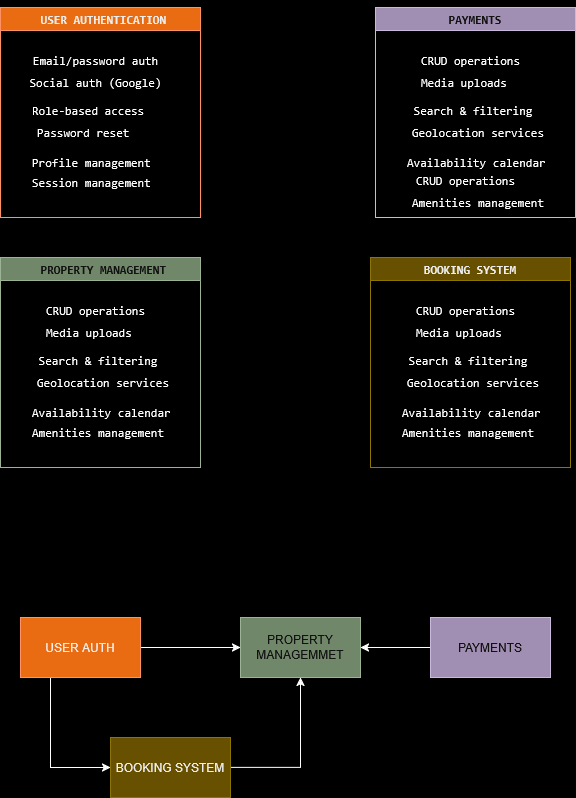 USER AUTHENTICATION
Email/password auth
Social auth (Google)
Role-based access
Password reset
Profile management
Session management
PAYMENTS
CRUD operations
Media uploads
Search & filtering
Geolocation services
Availability calendar
CRUD operations
Amenities management
PROPERTY MANAGEMENT
CRUD operations
Media uploads
Search & filtering
Geolocation services
Availability calendar
Amenities management
BOOKING SYSTEM
CRUD operations
Media uploads
Search & filtering
Geolocation services
Availability calendar
Amenities management
USER AUTH
PROPERTY
MANAGEMMET
PAYMENTS
BOOKING SYSTEM